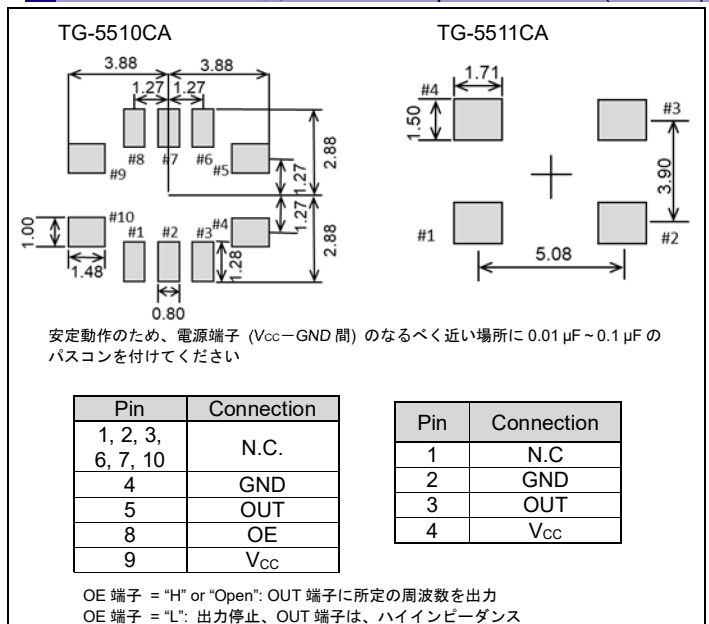 TG-5510CA
TG-5511CA
3.88 3.88
1.27 1.27
#8 #7 #6
#9
#5
2.88
1.27
#10
#1 #2 #3
#4
1.00
1.48
1.28
1.27
2.88
0.80
1.71
#4
1.50
#3
3.90
#1
#2
5.08
安定動作のため、電源端子 (Vcc－GND 間) のなるべく近い場所に 0.01 µF ~ 0.1 µF の
パスコンを付けてください
Pin Connection
1, 2, 3,
6, 7, 10
N.C.
4 GND
5 OUT
8 OE
9 VCC
Pin Connection
1 N.C
2 GND
3 OUT
4 Vcc
OE 端子 = “H” or “Open”: OUT 端子に所定の周波数を出力
OE 端子 = “L”: 出力停止、OUT 端子は、ハイインピーダンス